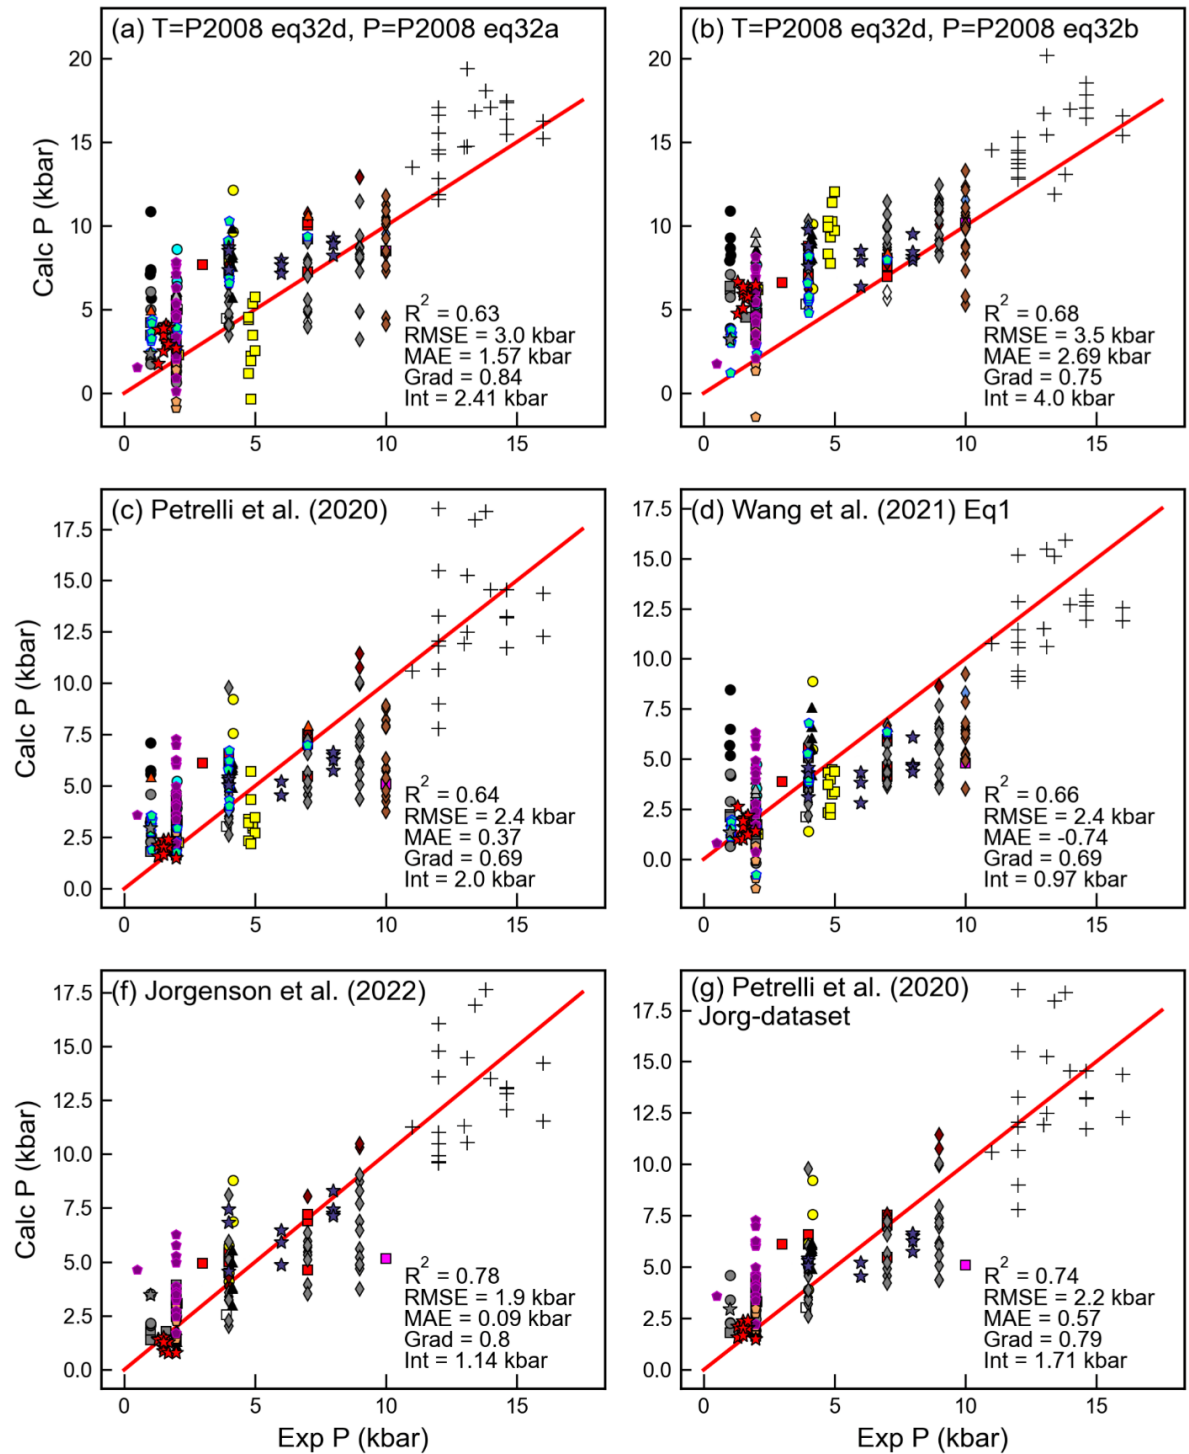 (a) T=P2008 eq32d, P=P2008 eq32a
20
15
10
5
0
Calc P (kbar)
R² = 0.63
RMSE = 3.0 kbar
MAE = 1.57 kbar
Grad = 0.84
Int = 2.41 kbar
0 5 10 15
(b) T=P2008 eq32d, P=P2008 eq32b
20
15
10
5
0
R² = 0.68
RMSE = 3.5 kbar
MAE = 2.69 kbar
Grad = 0.75
Int = 4.0 kbar
0 5 10 15
(c) Petrelli et al. (2020)
17.5
15.0
12.5
10.0
7.5
5.0
2.5
0.0
Calc P (kbar)
R² = 0.64
RMSE = 2.4 kbar
MAE = 0.37
Grad = 0.69
Int = 2.0 kbar
(d) Wang et al. (2021) Eq1
17.5
15.0
12.5
10.0
7.5
5.0
2.5
0.0
R² = 0.66
RMSE = 2.4 kbar
MAE = -0.74
Grad = 0.69
Int = 0.97 kbar
(f) Jorgenson et al. (2022)
17.5
15.0
12.5
10.0
7.5
5.0
2.5
0.0
Calc P (kbar)
R² = 0.78
RMSE = 1.9 kbar
MAE = 0.09 kbar
Grad = 0.8
Int = 1.14 kbar
0 5 10 15
Exp P (kbar)
(g) Petrelli et al. (2020)
Jorg-dataset
17.5
15.0
12.5
10.0
7.5
5.0
2.5
0.0
R² = 0.74
RMSE = 2.2 kbar
MAE = 0.57
Grad = 0.79
Int = 1.71 kbar
0 5 10 15
Exp P (kbar)